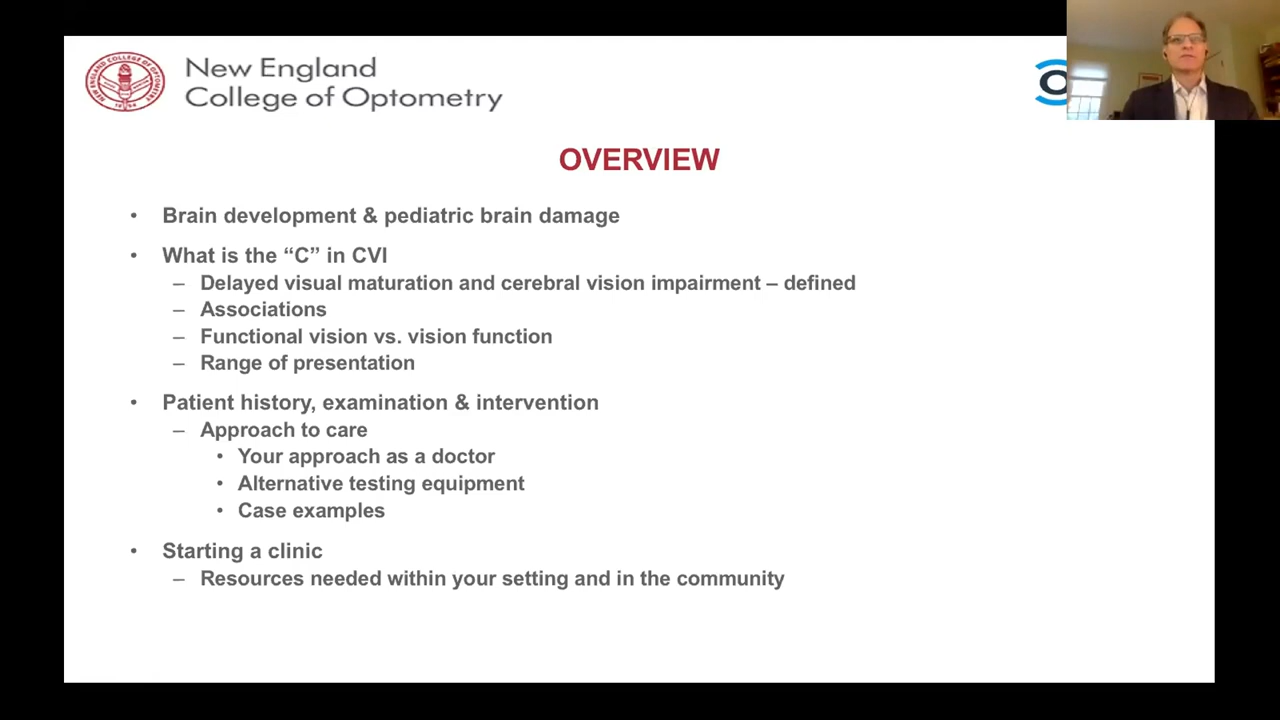 New England
College of Optometry
OVERVIEW
• Brain development & pediatric brain damage
• What is the “C” in CVI
– Delayed visual maturation and cerebral vision impairment – defined
– Associations
– Functional vision vs. vision function
– Range of presentation
• Patient history, examination & intervention
– Approach to care
• Your approach as a doctor
• Alternative testing equipment
• Case examples
• Starting a clinic
– Resources needed within your setting and in the community